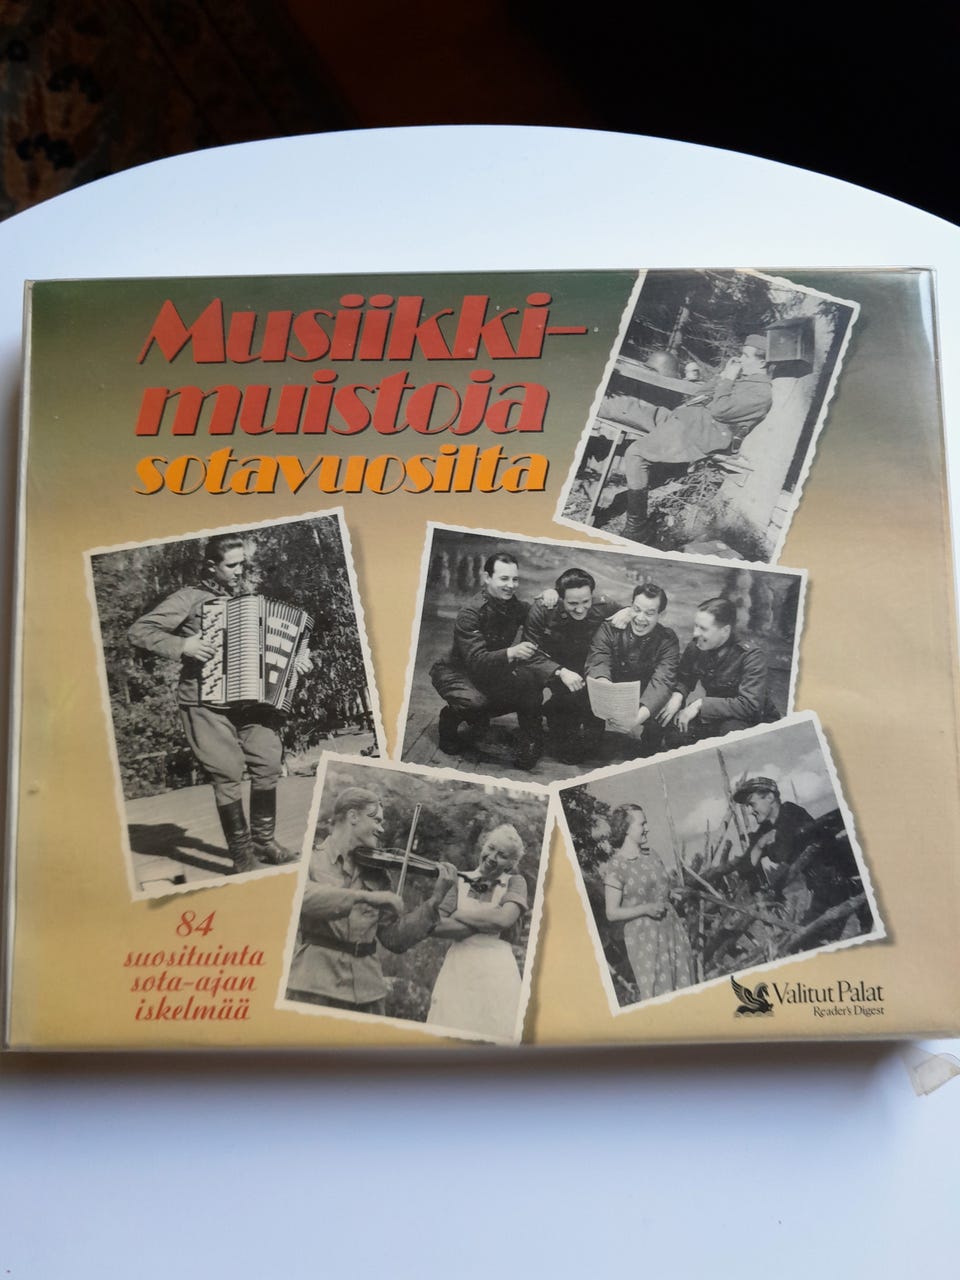 Musiikki-
muistoja
sotavuosilta
84
suosituinta
sota-ajan
iskelmää
Valitut Palat
Reader's Digest